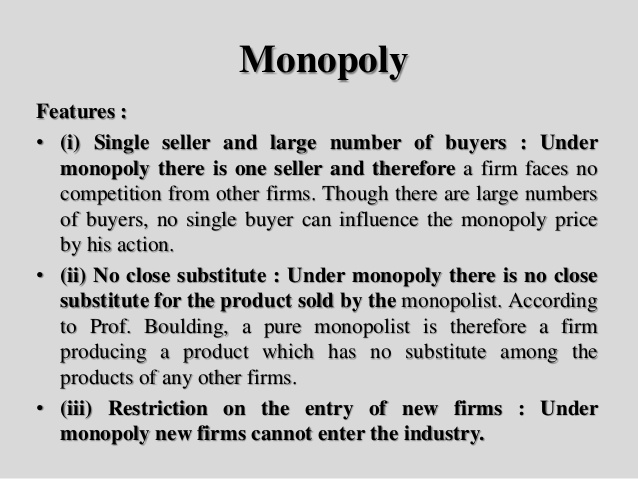 Monopoly
Features :
• (i) Single seller and large number of buyers : Under
monopoly there is one seller and therefore a firm faces no
competition from other firms. Though there are large numbers
of buyers, no single buyer can influence the monopoly price
by his action.
• (ii) No close substitute : Under monopoly there is no close
substitute for the product sold by the monopolist. According
to Prof. Boulding, a pure monopolist is therefore a firm
producing a product which has no substitute among the
products of any other firms.
• (iii) Restriction on the entry of new firms : Under
monopoly new firms cannot enter the industry.